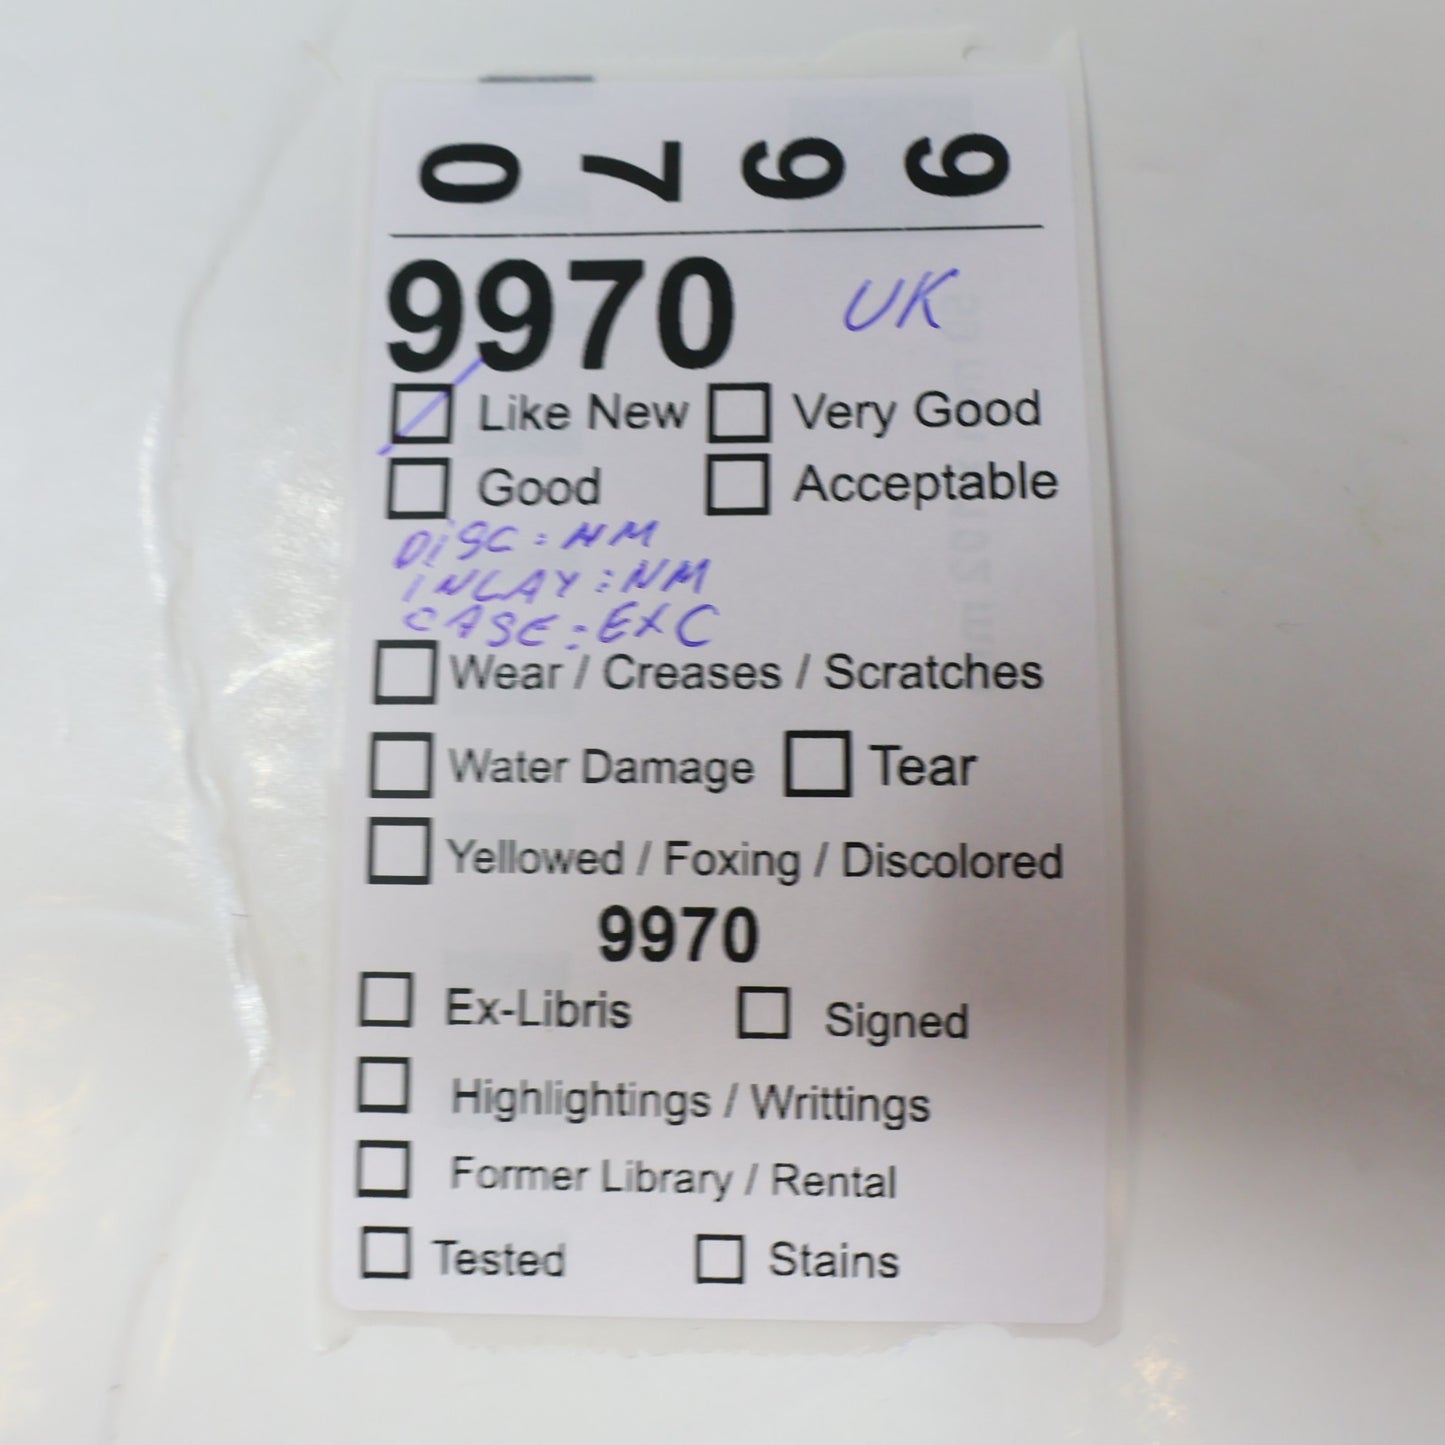 9970
9970 UK
Like New Very Good
Good Acceptable
DiSC: NM
INLAY: NM
CASE: EXC
Wear / Creases / Scratches
Water Damage Tear
Yellowed / Foxing / Discolored
9970
Ex-Libris Signed
Highlightings / Writtings
Former Library / Rental
Tested Stains